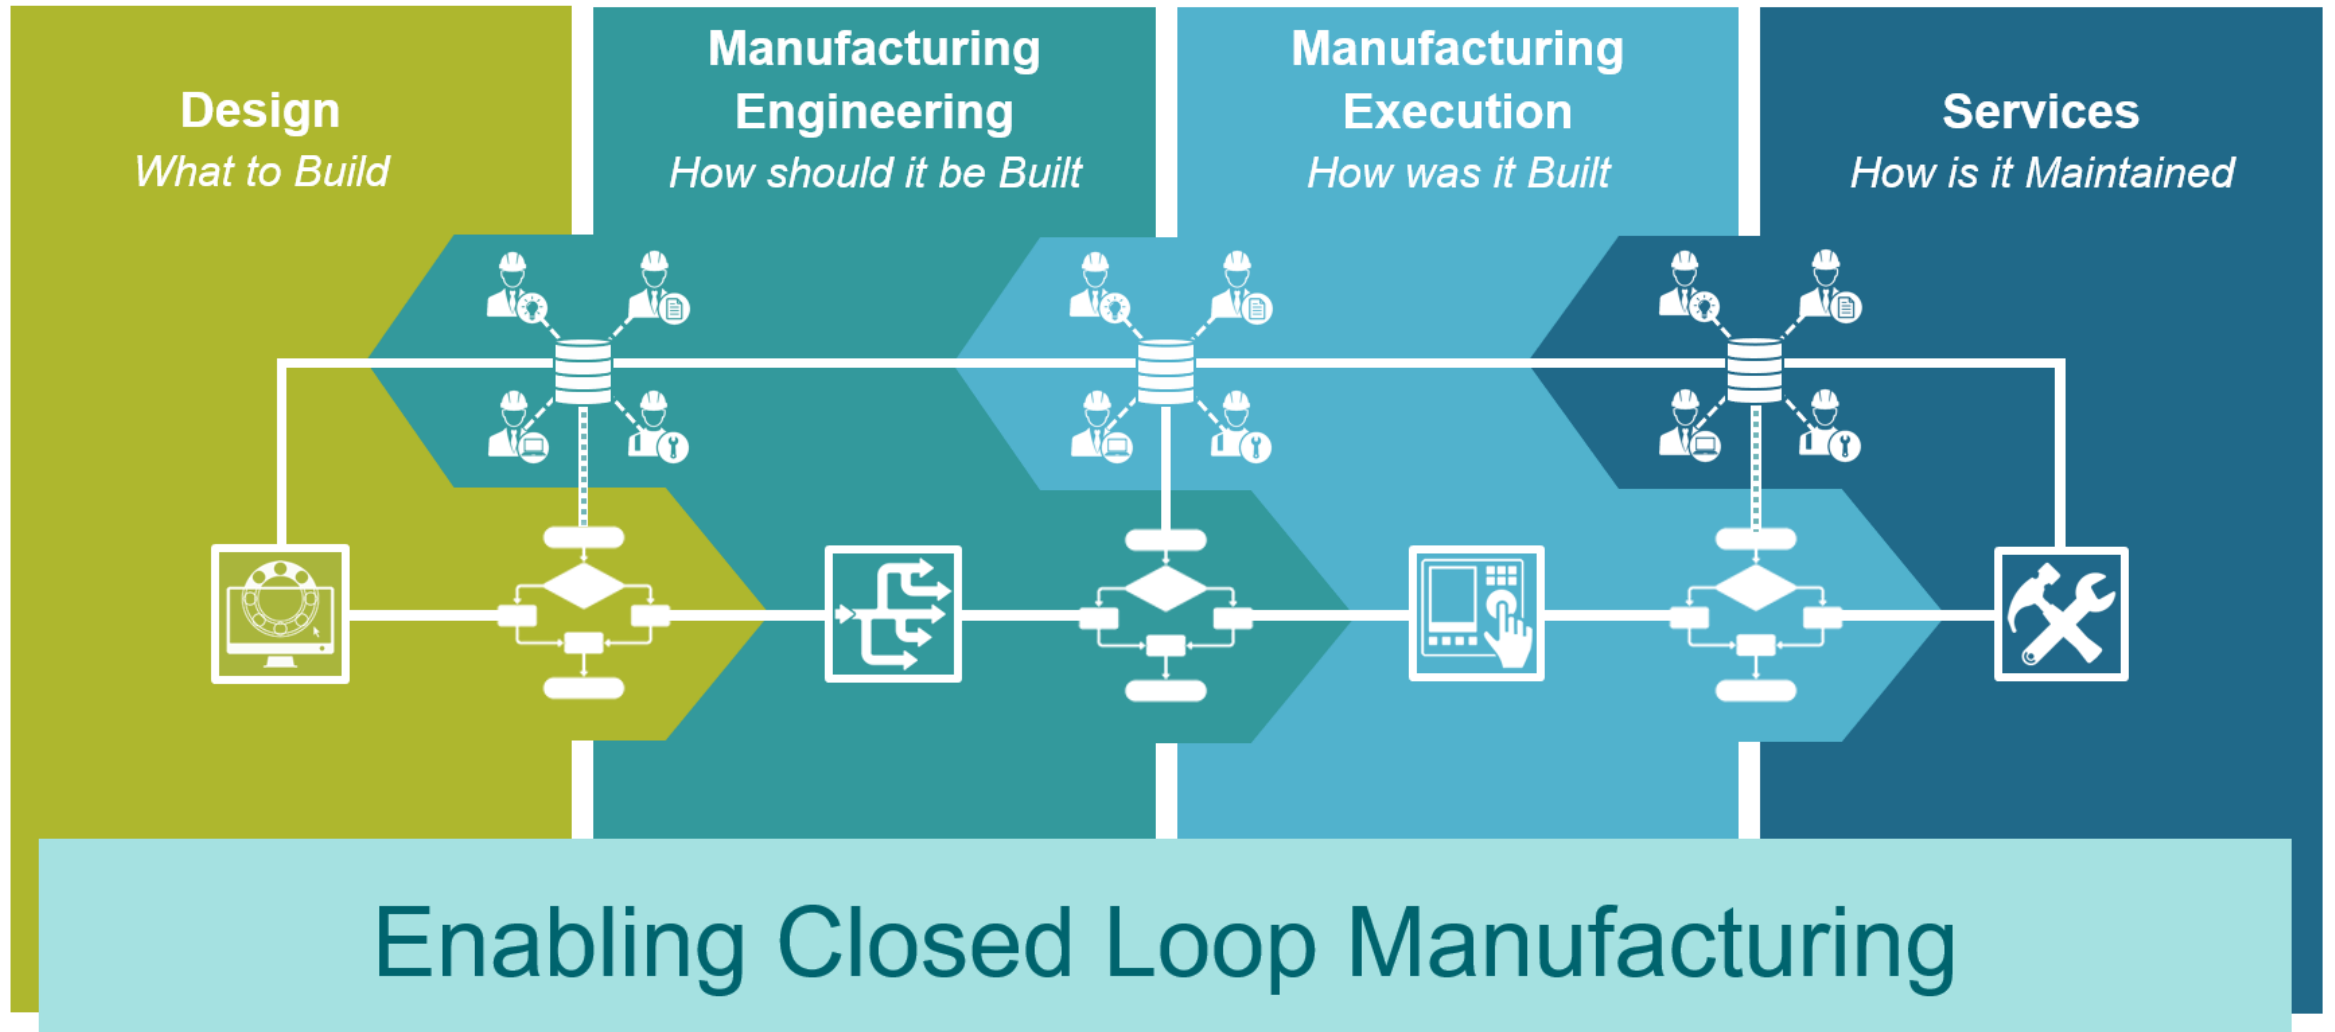 Design
What to Build
Manufacturing
Engineering
How should it be Built
Manufacturing
Execution
How was it Built
Services
How is it Maintained
Enabling Closed Loop Manufacturing